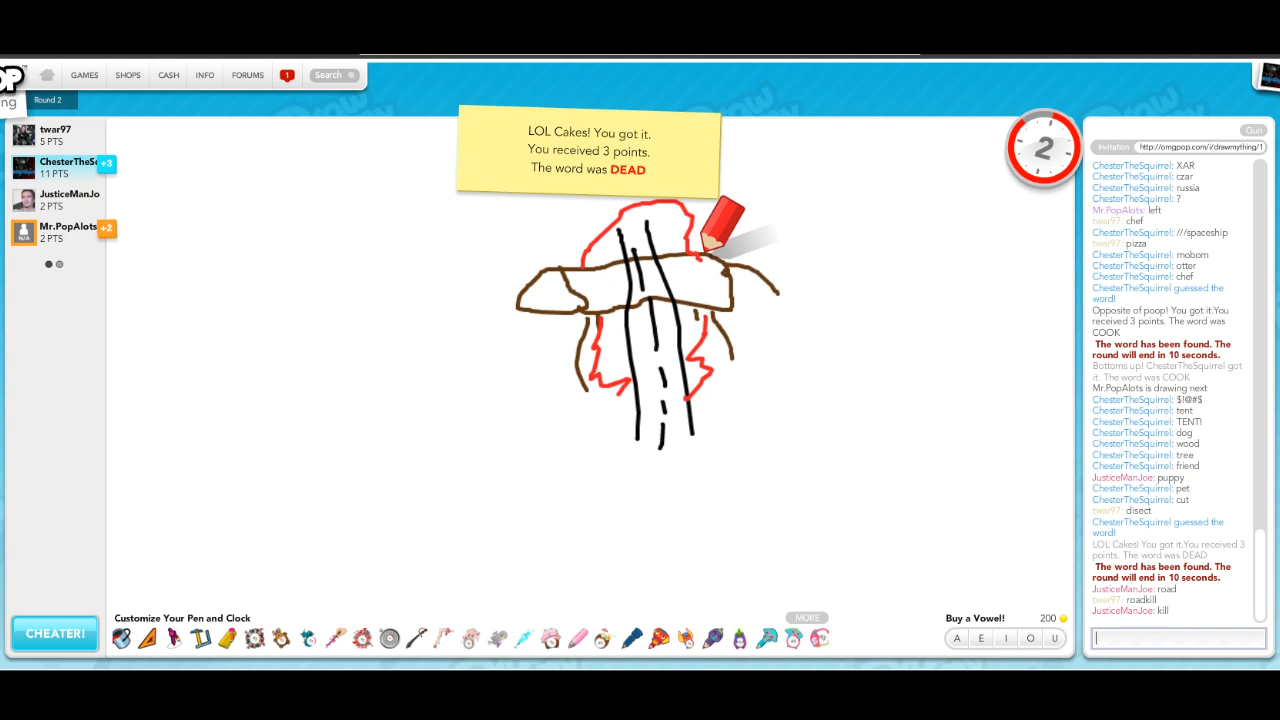 OP
ng
GAMES
SHOPS
CASH
INFO
FORUMS
1
Search
Round 2
twar97
5 PTS
ChesterTheSc
11 PTS
+3
JusticeManJo
2 PTS
Mr.PopAlots
2 PTS
+2
N/A
CHEATER!
LOL Cakes! You got it.
You received 3 points.
The word was DEAD
2
Customize Your Pen and Clock
MORE
Buy a Vowel!
200
A E I O U
Quit
Invitation
http://omgpop.com/i/drawmything/1
ChesterTheSquirrel: XAR
ChesterTheSquirrel: czar
ChesterTheSquirrel: russia
ChesterTheSquirrel: ?
Mr.PopAlots: left
twar97: chef
ChesterTheSquirrel: ///spaceship
twar97: pizza
ChesterTheSquirrel: mobom
ChesterTheSquirrel: otter
ChesterTheSquirrel: chef
ChesterTheSquirrel guessed the
word!
Opposite of poop! You got it.You
received 3 points. The word was
COOK
The word has been found. The
round will end in 10 seconds.
Bottoms up! ChesterTheSquirrel got
it. The word was COOK
Mr.PopAlots is drawing next
ChesterTheSquirrel: $!@#$
ChesterTheSquirrel: tent
ChesterTheSquirrel: TENT!
ChesterTheSquirrel: dog
ChesterTheSquirrel: wood
ChesterTheSquirrel: tree
ChesterTheSquirrel: friend
JusticeManJoe: puppy
ChesterTheSquirrel: pet
ChesterTheSquirrel: cut
twar97: disect
ChesterTheSquirrel guessed the
word!
LOL Cakes! You got it.You received 3
points. The word was DEAD
The word has been found. The
round will end in 10 seconds.
JusticeManJoe: road
twar97: roadkill
JusticeManJoe: kill